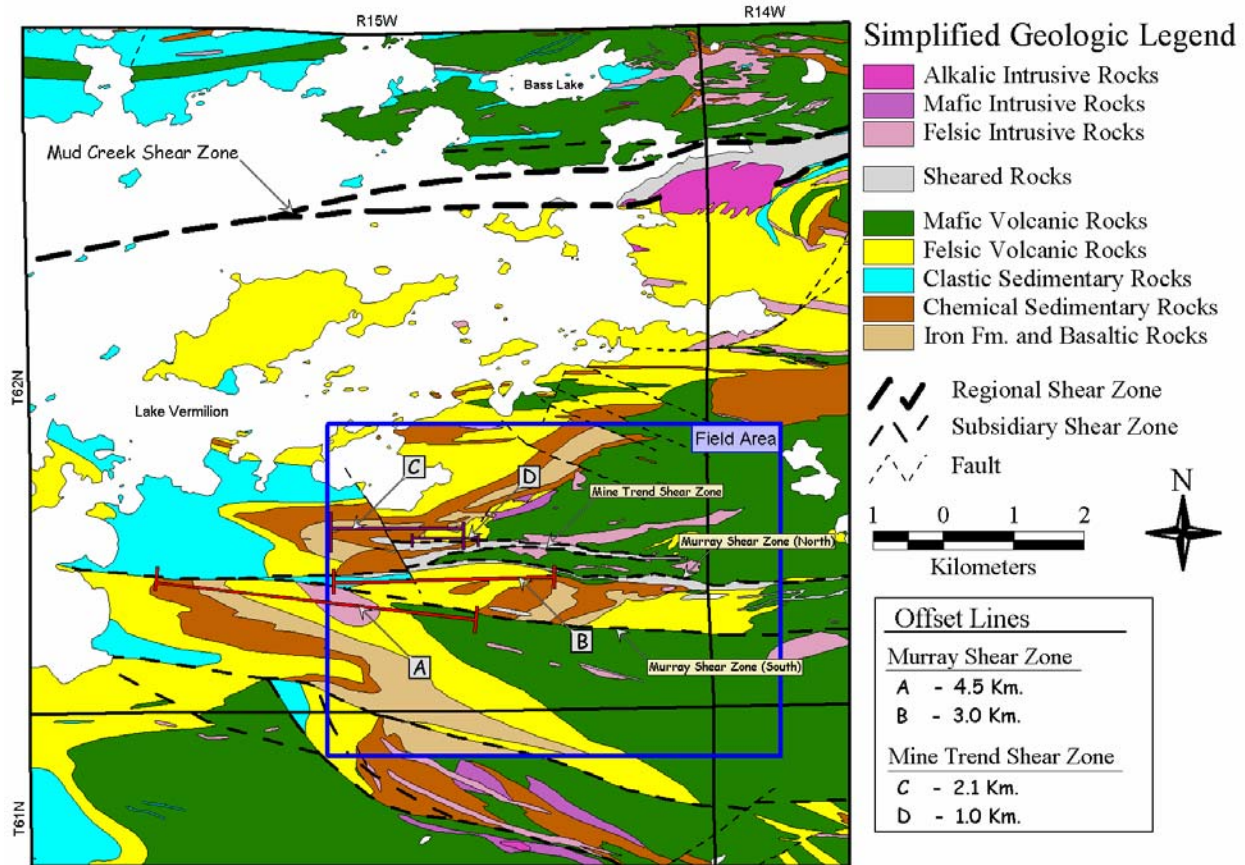 R15W
R14W
Bass Lake
Mud Creek Shear Zone
T62N
Lake Vermilion
Field Area
C
D
Mine Trend Shear Zone
Murray Shear Zone (North)
B
A
Murray Shear Zone (South)
T61N
Simplified Geologic Legend
Alkalic Intrusive Rocks
Mafic Intrusive Rocks
Felsic Intrusive Rocks
Sheared Rocks
Mafic Volcanic Rocks
Felsic Volcanic Rocks
Clastic Sedimentary Rocks
Chemical Sedimentary Rocks
Iron Fm. and Basaltic Rocks
Regional Shear Zone
Subsidiary Shear Zone
Fault
N
1 0 1 2
Kilometers
Offset Lines
Murray Shear Zone
A - 4.5 Km.
B - 3.0 Km.
Mine Trend Shear Zone
C - 2.1 Km.
D - 1.0 Km.